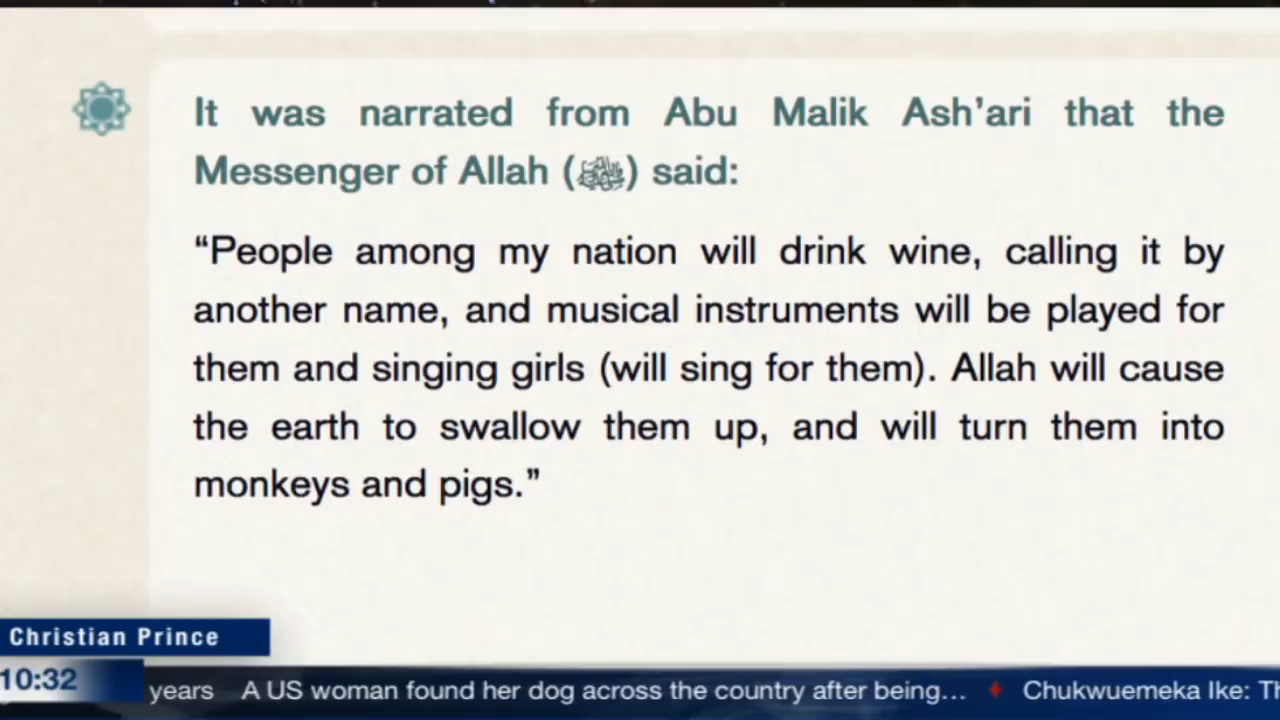 It was narrated from Abu Malik Ash'ari that the
Messenger of Allah (ﷺ) said:
“People among my nation will drink wine, calling it by
another name, and musical instruments will be played for
them and singing girls (will sing for them). Allah will cause
the earth to swallow them up, and will turn them into
monkeys and pigs.”
Christian Prince
10:32
years A US woman found her dog across the country after being... ♦ Chukwuemeka Ike: Th